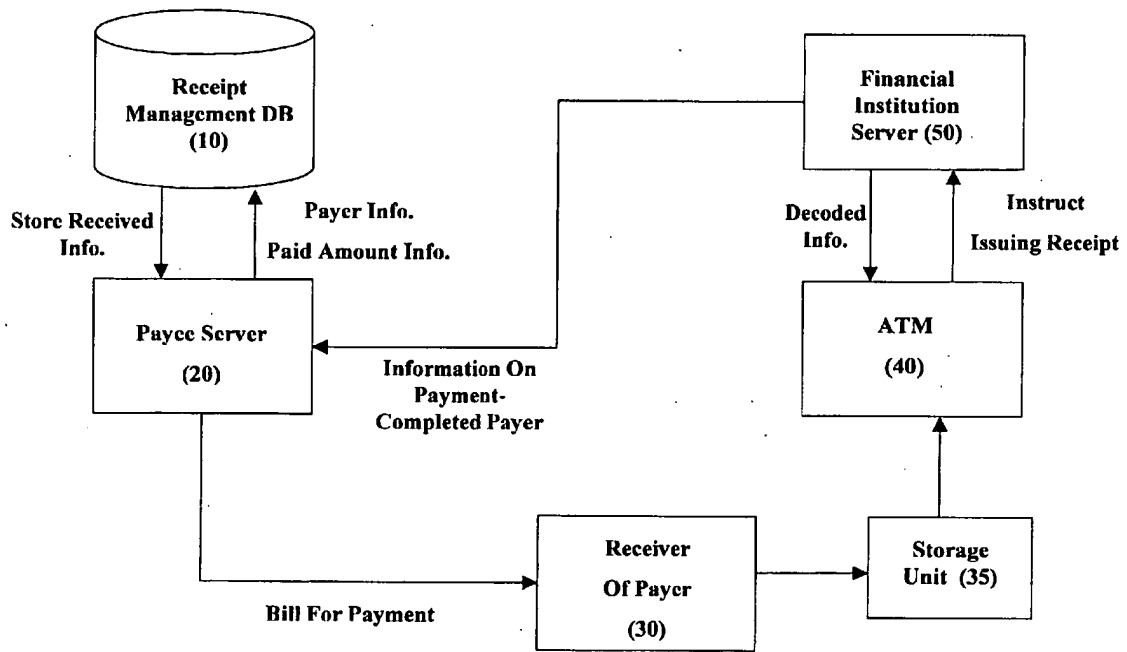 Receipt
Management DB
(10)
Financial
Institution
Server (50)
Store Received
Info.
Payer Info.
Paid Amount Info.
Decoded
Info.
Instruct
Issuing Receipt
Payee Server
(20)
ATM
(40)
Information On
Payment-
Completed Payer
Receiver
Of Payer
(30)
Storage
Unit (35)
Bill For Payment